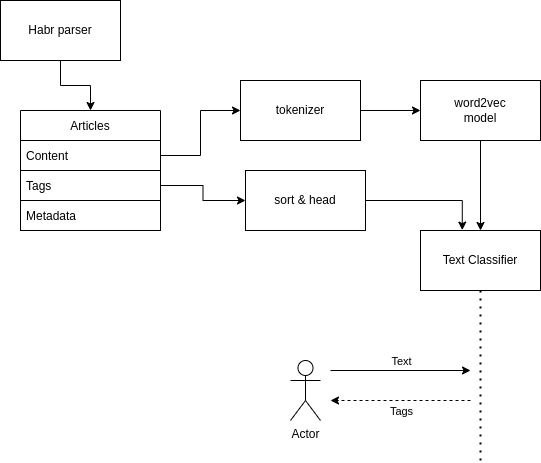 Habr parser
Articles
Content
Tags
Metadata
tokenizer
word2vec
model
sort & head
Text Classifier
Text
Tags
Actor